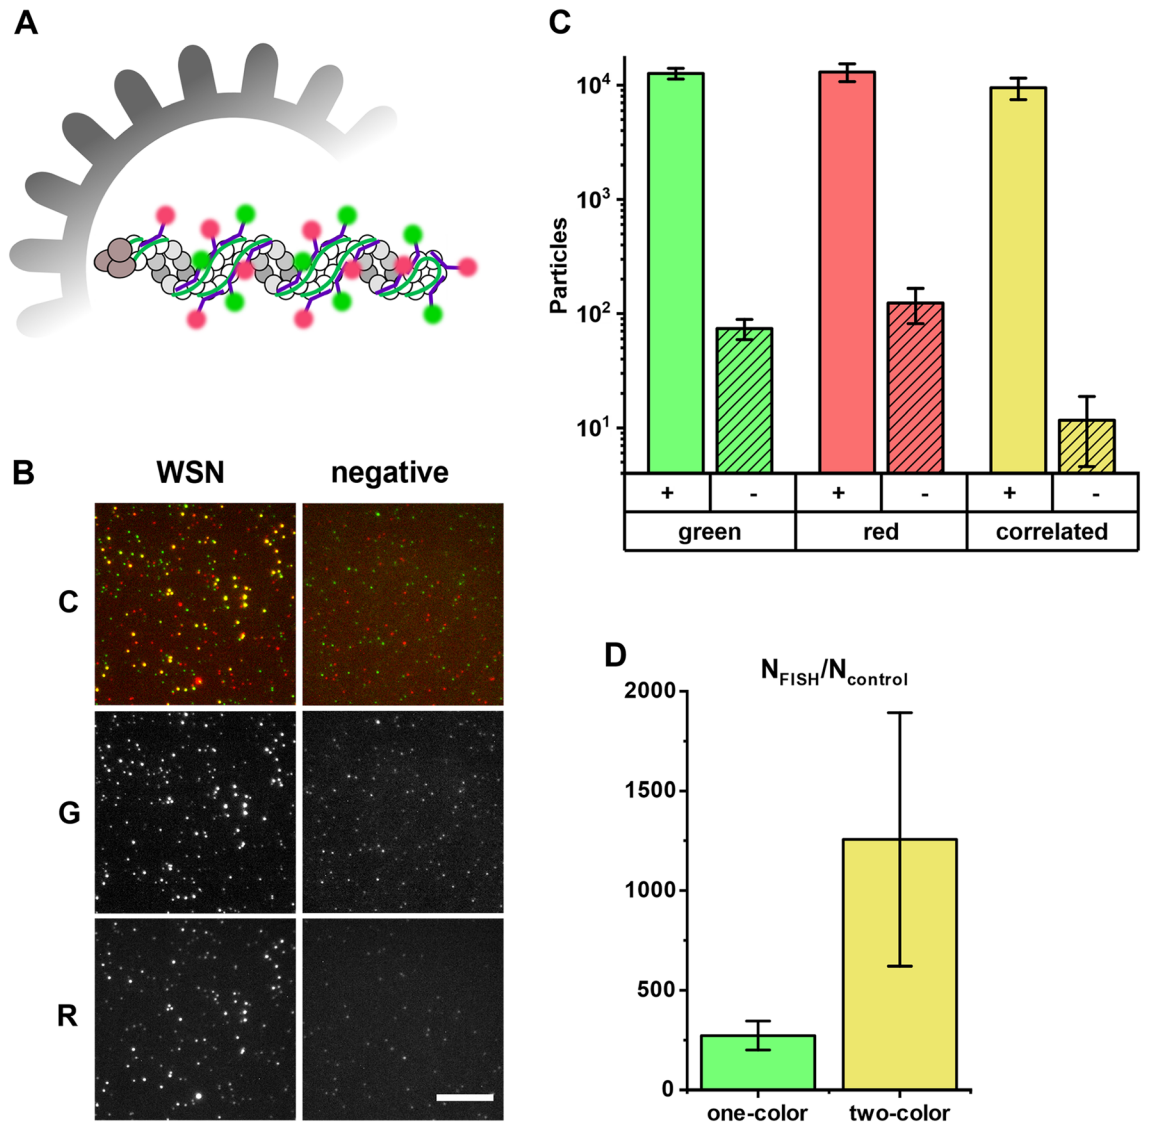 A
B
WSN negative
C
G
R
C
Particles
10⁴
10³
10²
10¹
+ - + - + -
green red correlated
D
N_FISH/N_control
2000
1500
1000
500
0
one-color two-color